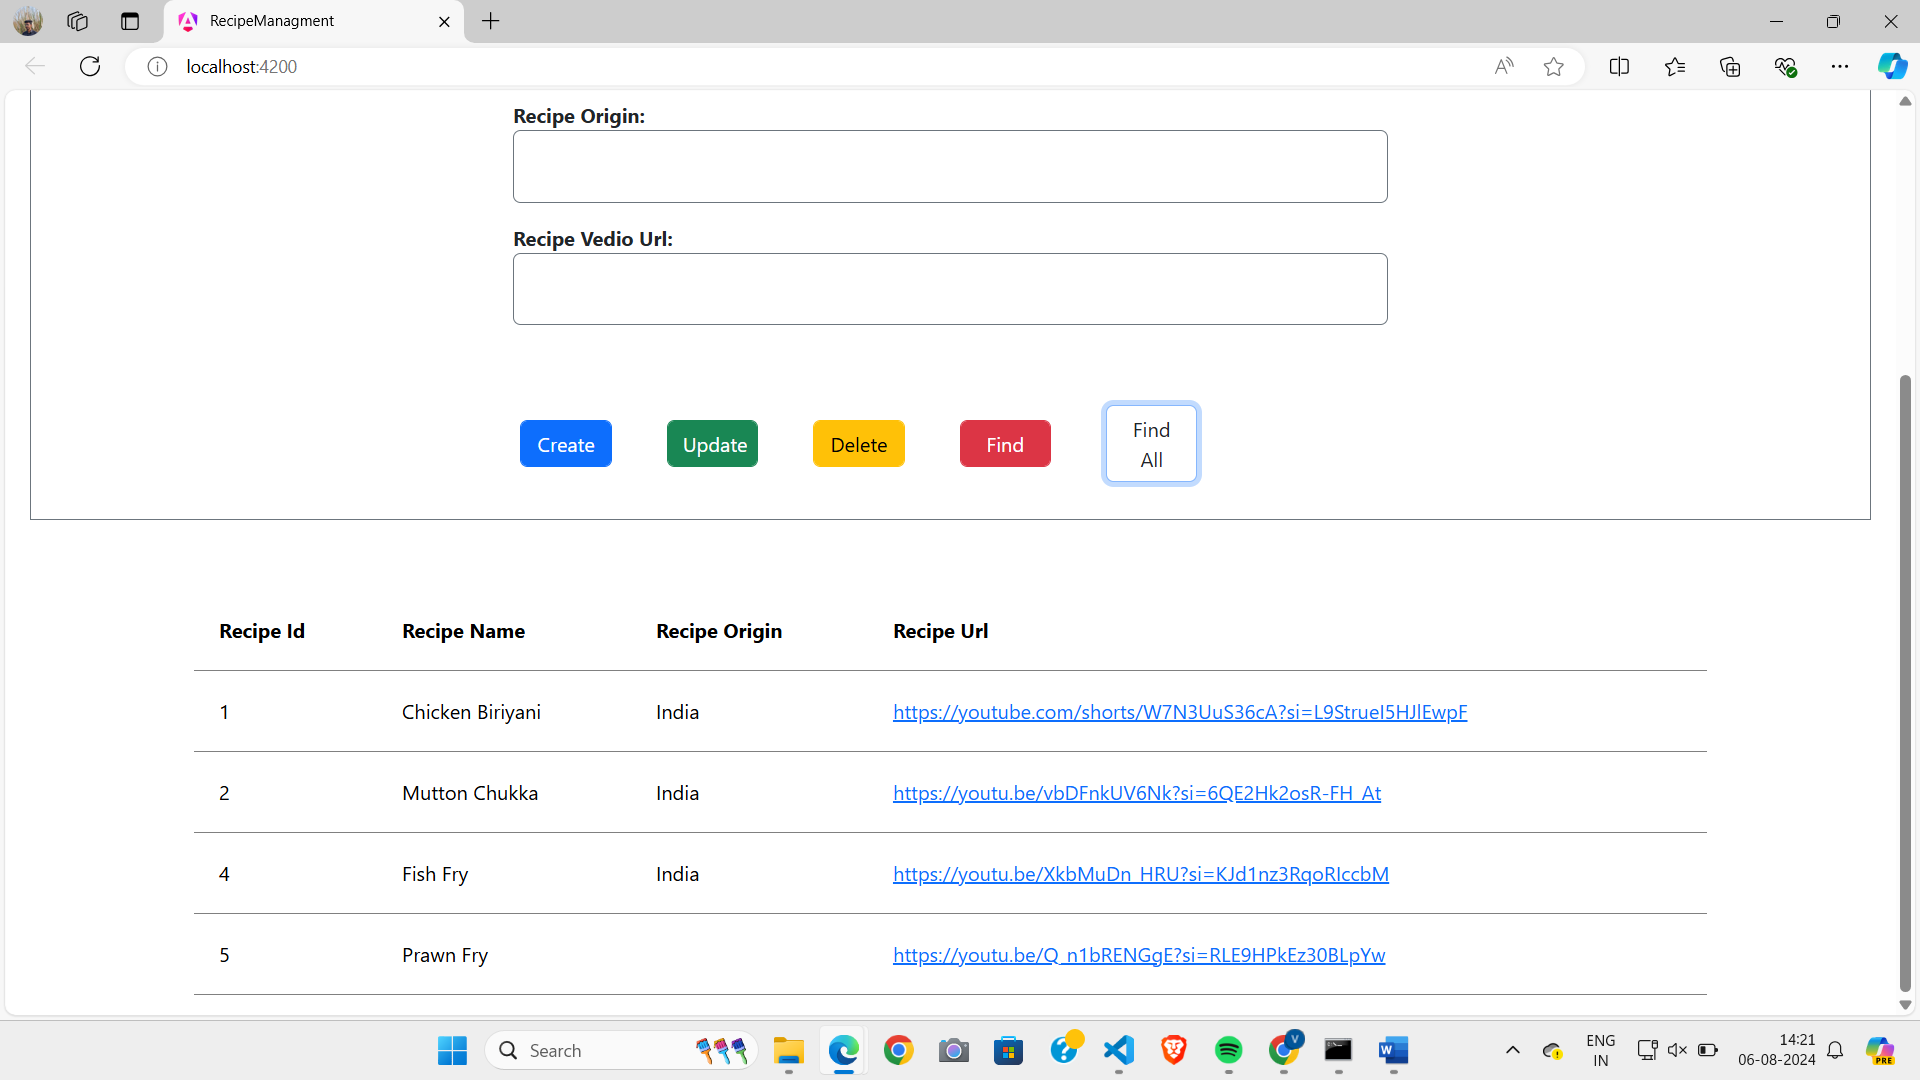 RecipeManagment
localhost:4200
Recipe Origin:
Recipe Vedio Url:
Create
Update
Delete
Find
Find
All
Recipe Id Recipe Name Recipe Origin Recipe Url
1 Chicken Biriyani India https://youtube.com/shorts/W7N3UuS36cA?si=L9StrueI5HJlEwpF
2 Mutton Chukka India https://youtu.be/vbDFnkUV6Nk?si=6QE2Hk2osR-FH_At
4 Fish Fry India https://youtu.be/XkbMuDn_HRU?si=KJd1nz3RqoRIccbM
5 Prawn Fry https://youtu.be/Q_n1bRENGgE?si=RLE9HPkEz30BLpYw
Search
V
ENG
IN
14:21
06-08-2024
PRE